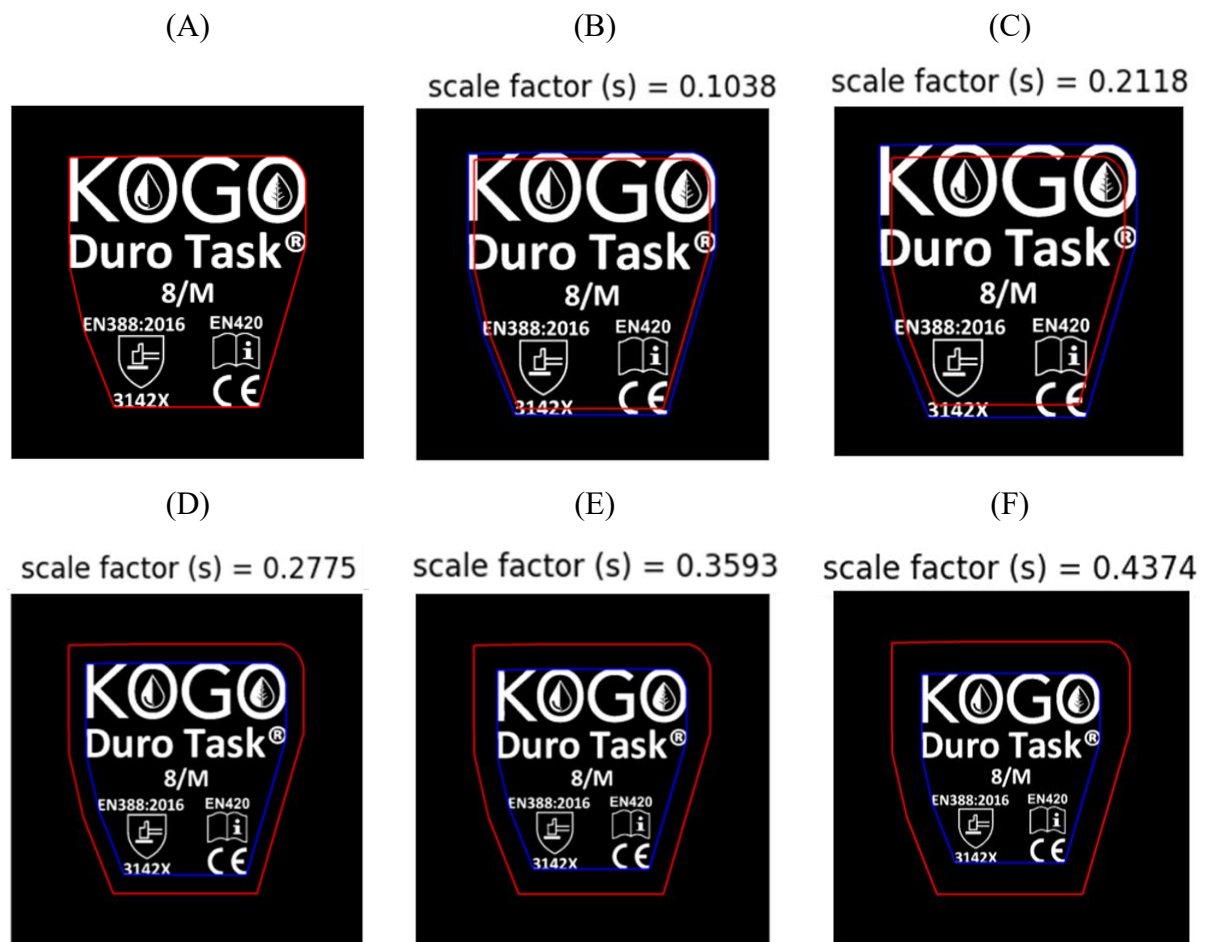 (A)
KOGO
Duro Task®
8/M
EN388:2016 EN420
i
3142X CE
(B)
scale factor (s) = 0.1038
KOGO
Duro Task®
8/M
EN388:2016 EN420
i
3142X CE
(C)
scale factor (s) = 0.2118
KOGO
Duro Task®
8/M
EN388:2016 EN420
i
3142X CE
(D)
scale factor (s) = 0.2775
KOGO
Duro Task®
8/M
EN388:2016 EN420
i
3142X CE
(E)
scale factor (s) = 0.3593
KOGO
Duro Task®
8/M
EN388:2016 EN420
i
3142X CE
(F)
scale factor (s) = 0.4374
KOGO
Duro Task®
8/M
EN388:2016 EN420
i
3142X CE